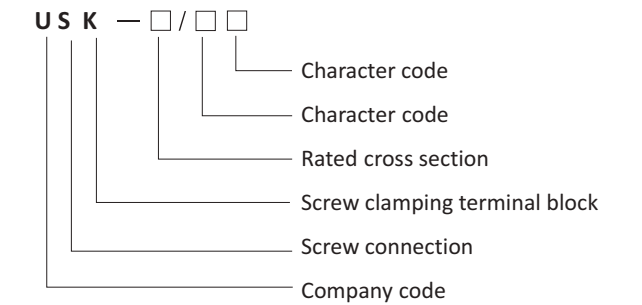 U S K — □ / □ □
Character code
Character code
Rated cross section
Screw clamping terminal block
Screw connection
Company code